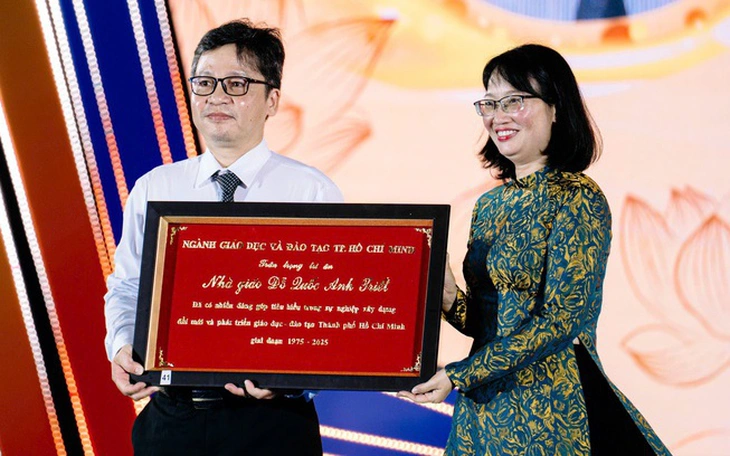 NGÀNH GIÁO DỤC VÀ ĐÀO TẠO TP. HỒ CHÍ MINH
Trân trọng tri ân
Nhà giáo Đỗ Quốc Anh Triết
Đã có nhiều đóng góp tiêu biểu trong sự nghiệp xây dựng
đổi mới và phát triển giáo dục - đào tạo Thành phố Hồ Chí Minh
giai đoạn 1975 - 2025
41